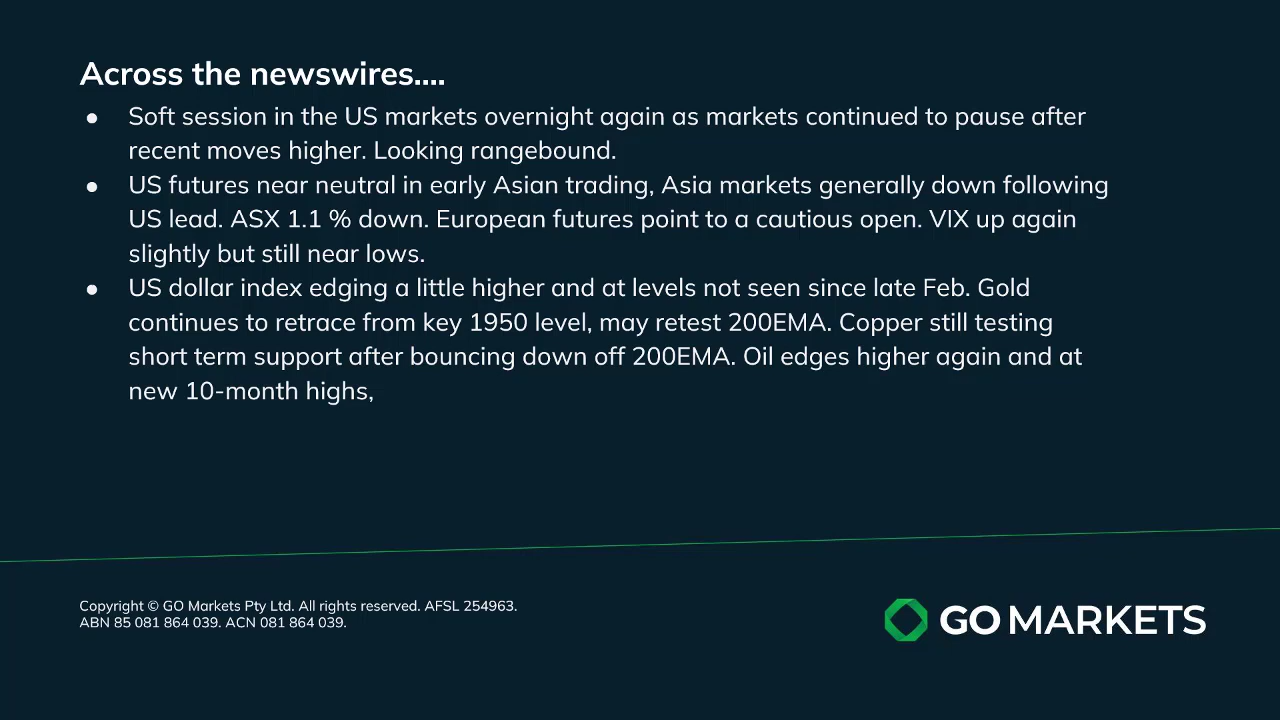 Across the newswires....
● Soft session in the US markets overnight again as markets continued to pause after
recent moves higher. Looking rangebound.
● US futures near neutral in early Asian trading, Asia markets generally down following
US lead. ASX 1.1 % down. European futures point to a cautious open. VIX up again
slightly but still near lows.
● US dollar index edging a little higher and at levels not seen since late Feb. Gold
continues to retrace from key 1950 level, may retest 200EMA. Copper still testing
short term support after bouncing down off 200EMA. Oil edges higher again and at
new 10-month highs,
Copyright © GO Markets Pty Ltd. All rights reserved. AFSL 254963.
ABN 85 081 864 039. ACN 081 864 039.
GO MARKETS